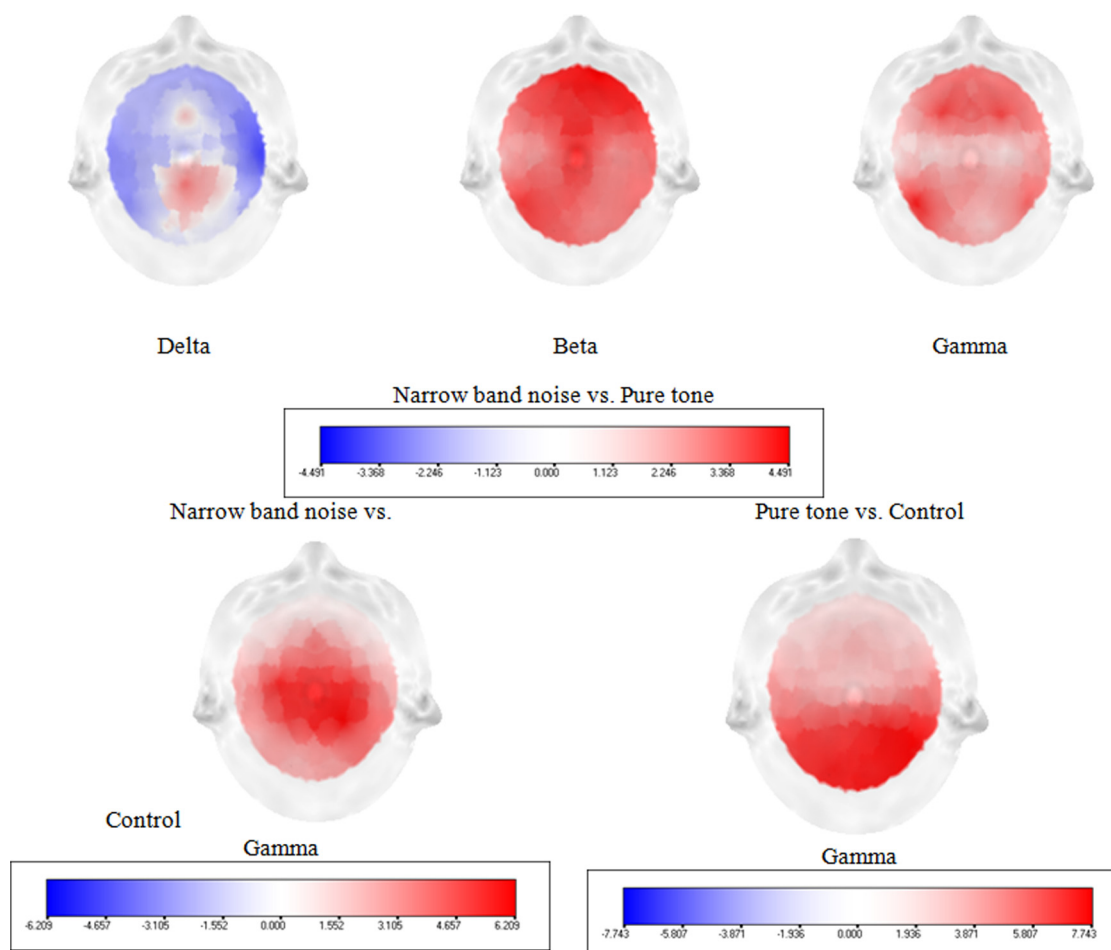 Delta Beta Gamma
Narrow band noise vs. Pure tone
-4.491 -3.368 -2.246 -1.123 0.000 1.123 2.246 3.368 4.491
Narrow band noise vs. Pure tone vs. Control
Control
Gamma Gamma
-6.209 -4.657 -3.105 -1.552 0.000 1.552 3.105 4.657 6.209
-7.743 -5.807 -3.871 -1.936 0.000 1.936 3.871 5.807 7.743